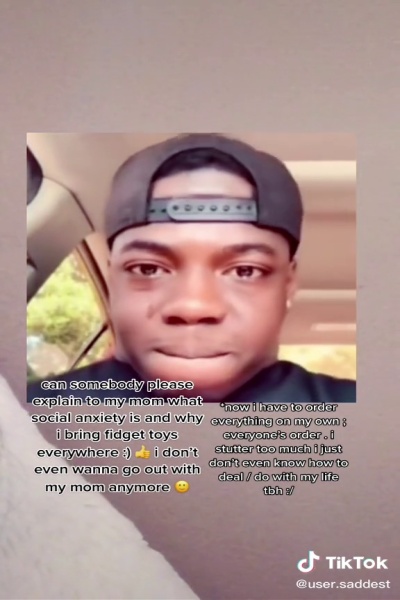 can somebody please
explain to my mom what
social anxiety is and why
i bring fidget toys
everywhere :) 👍 i don't
even wanna go out with
my mom anymore 🙂
*now i have to order
everything on my own ;
everyone's order . i
stutter too much i just
don't even know how to
deal / do with my life
tbh :/
TikTok
@user.saddest